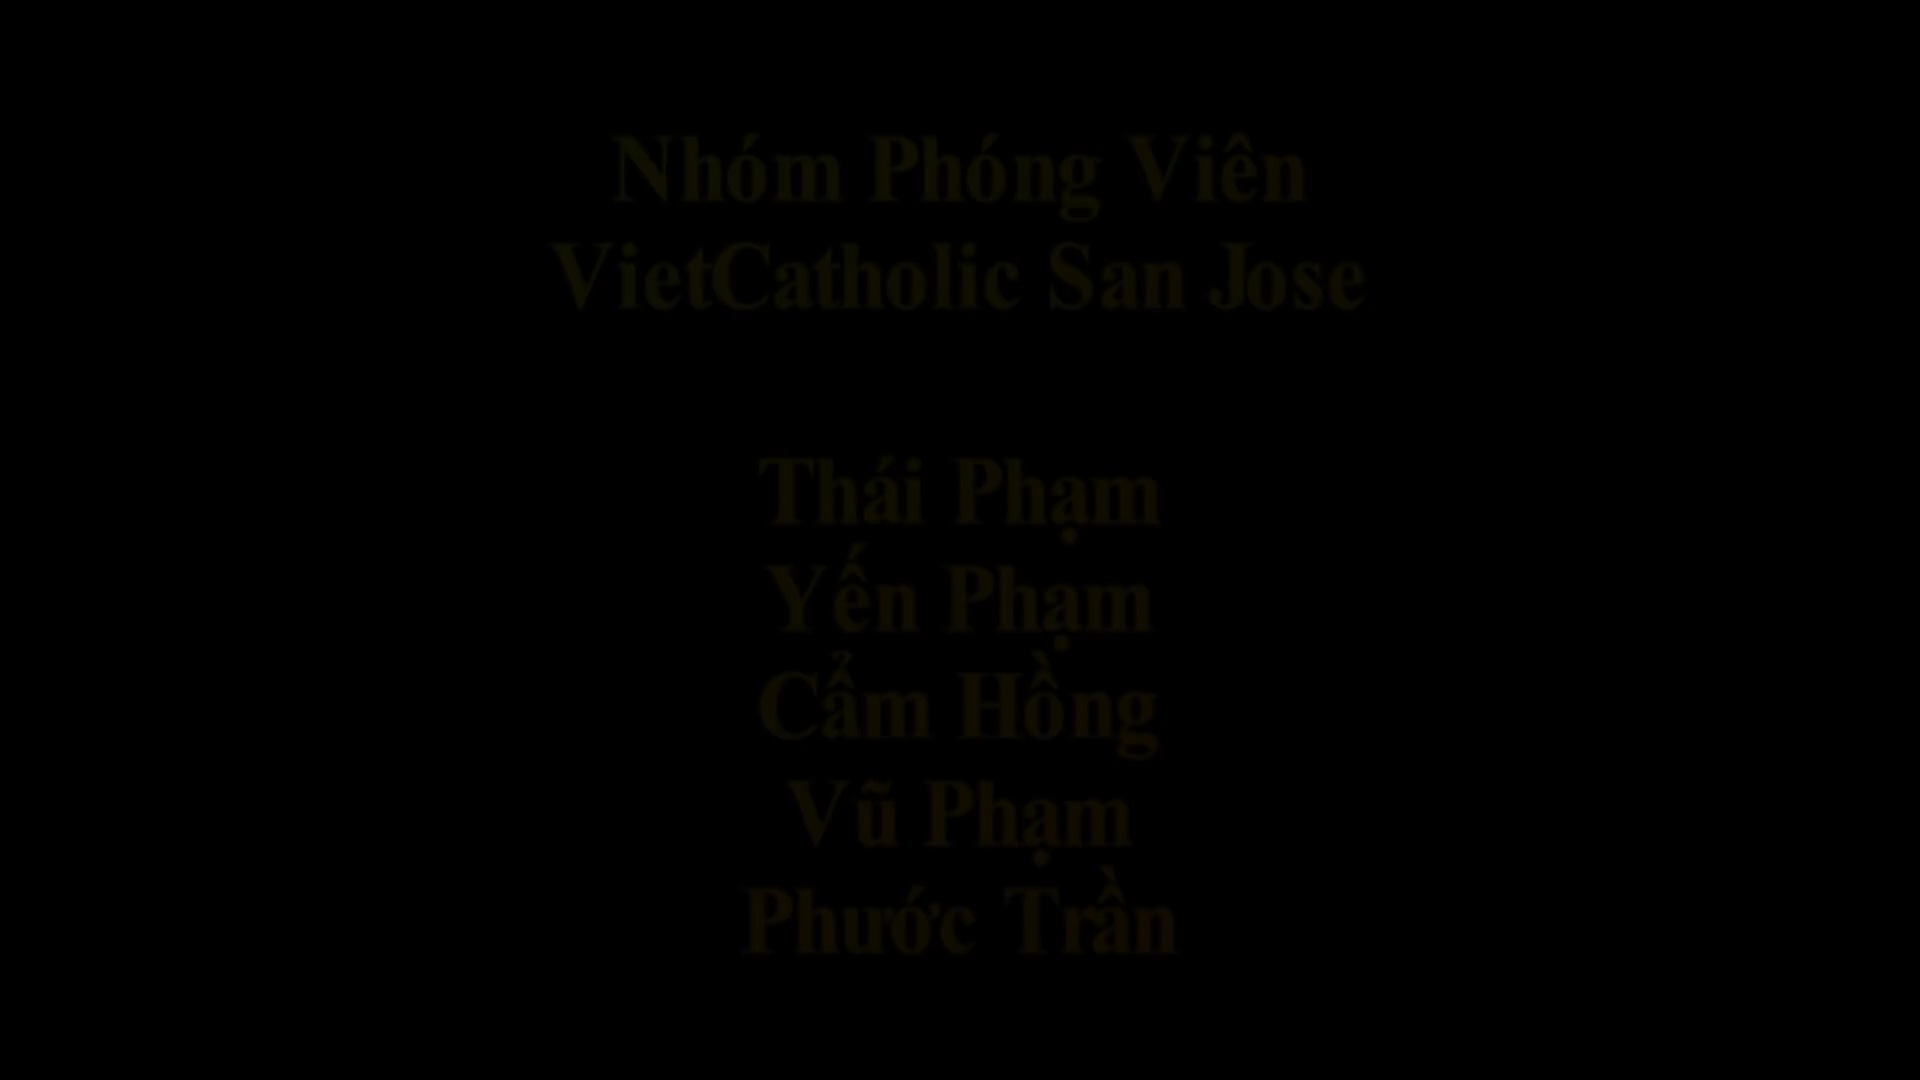 Nhóm Phóng Viên
VietCatholic San Jose
Thái Phạm
Yến Phạm
Cẩm Hồng
Vũ Phạm
Phước Trần